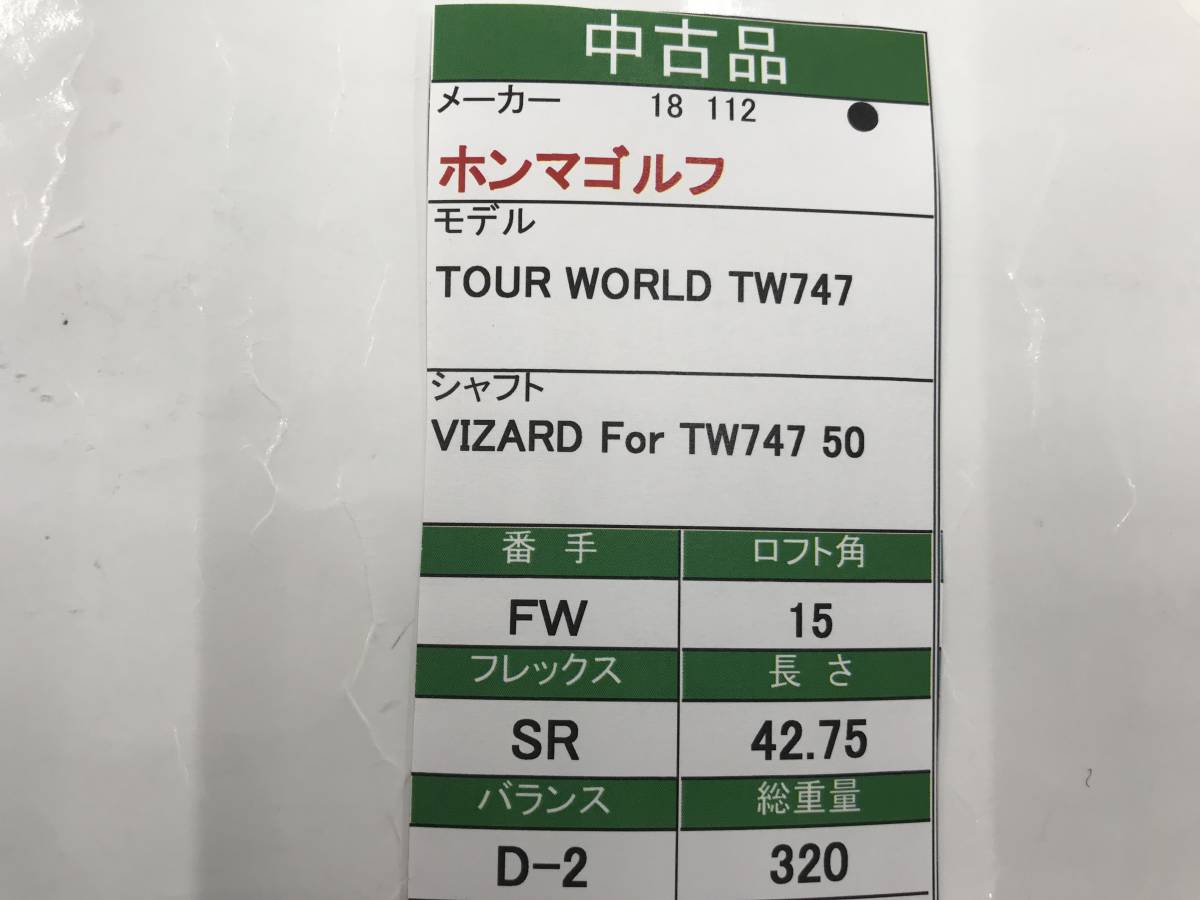 中古品
メーカー 18 112
ホンマゴルフ
モデル
TOUR WORLD TW747
シャフト
VIZARD For TW747 50
番手 ロフト角
FW 15
フレックス 長さ
SR 42.75
バランス 総重量
D-2 320